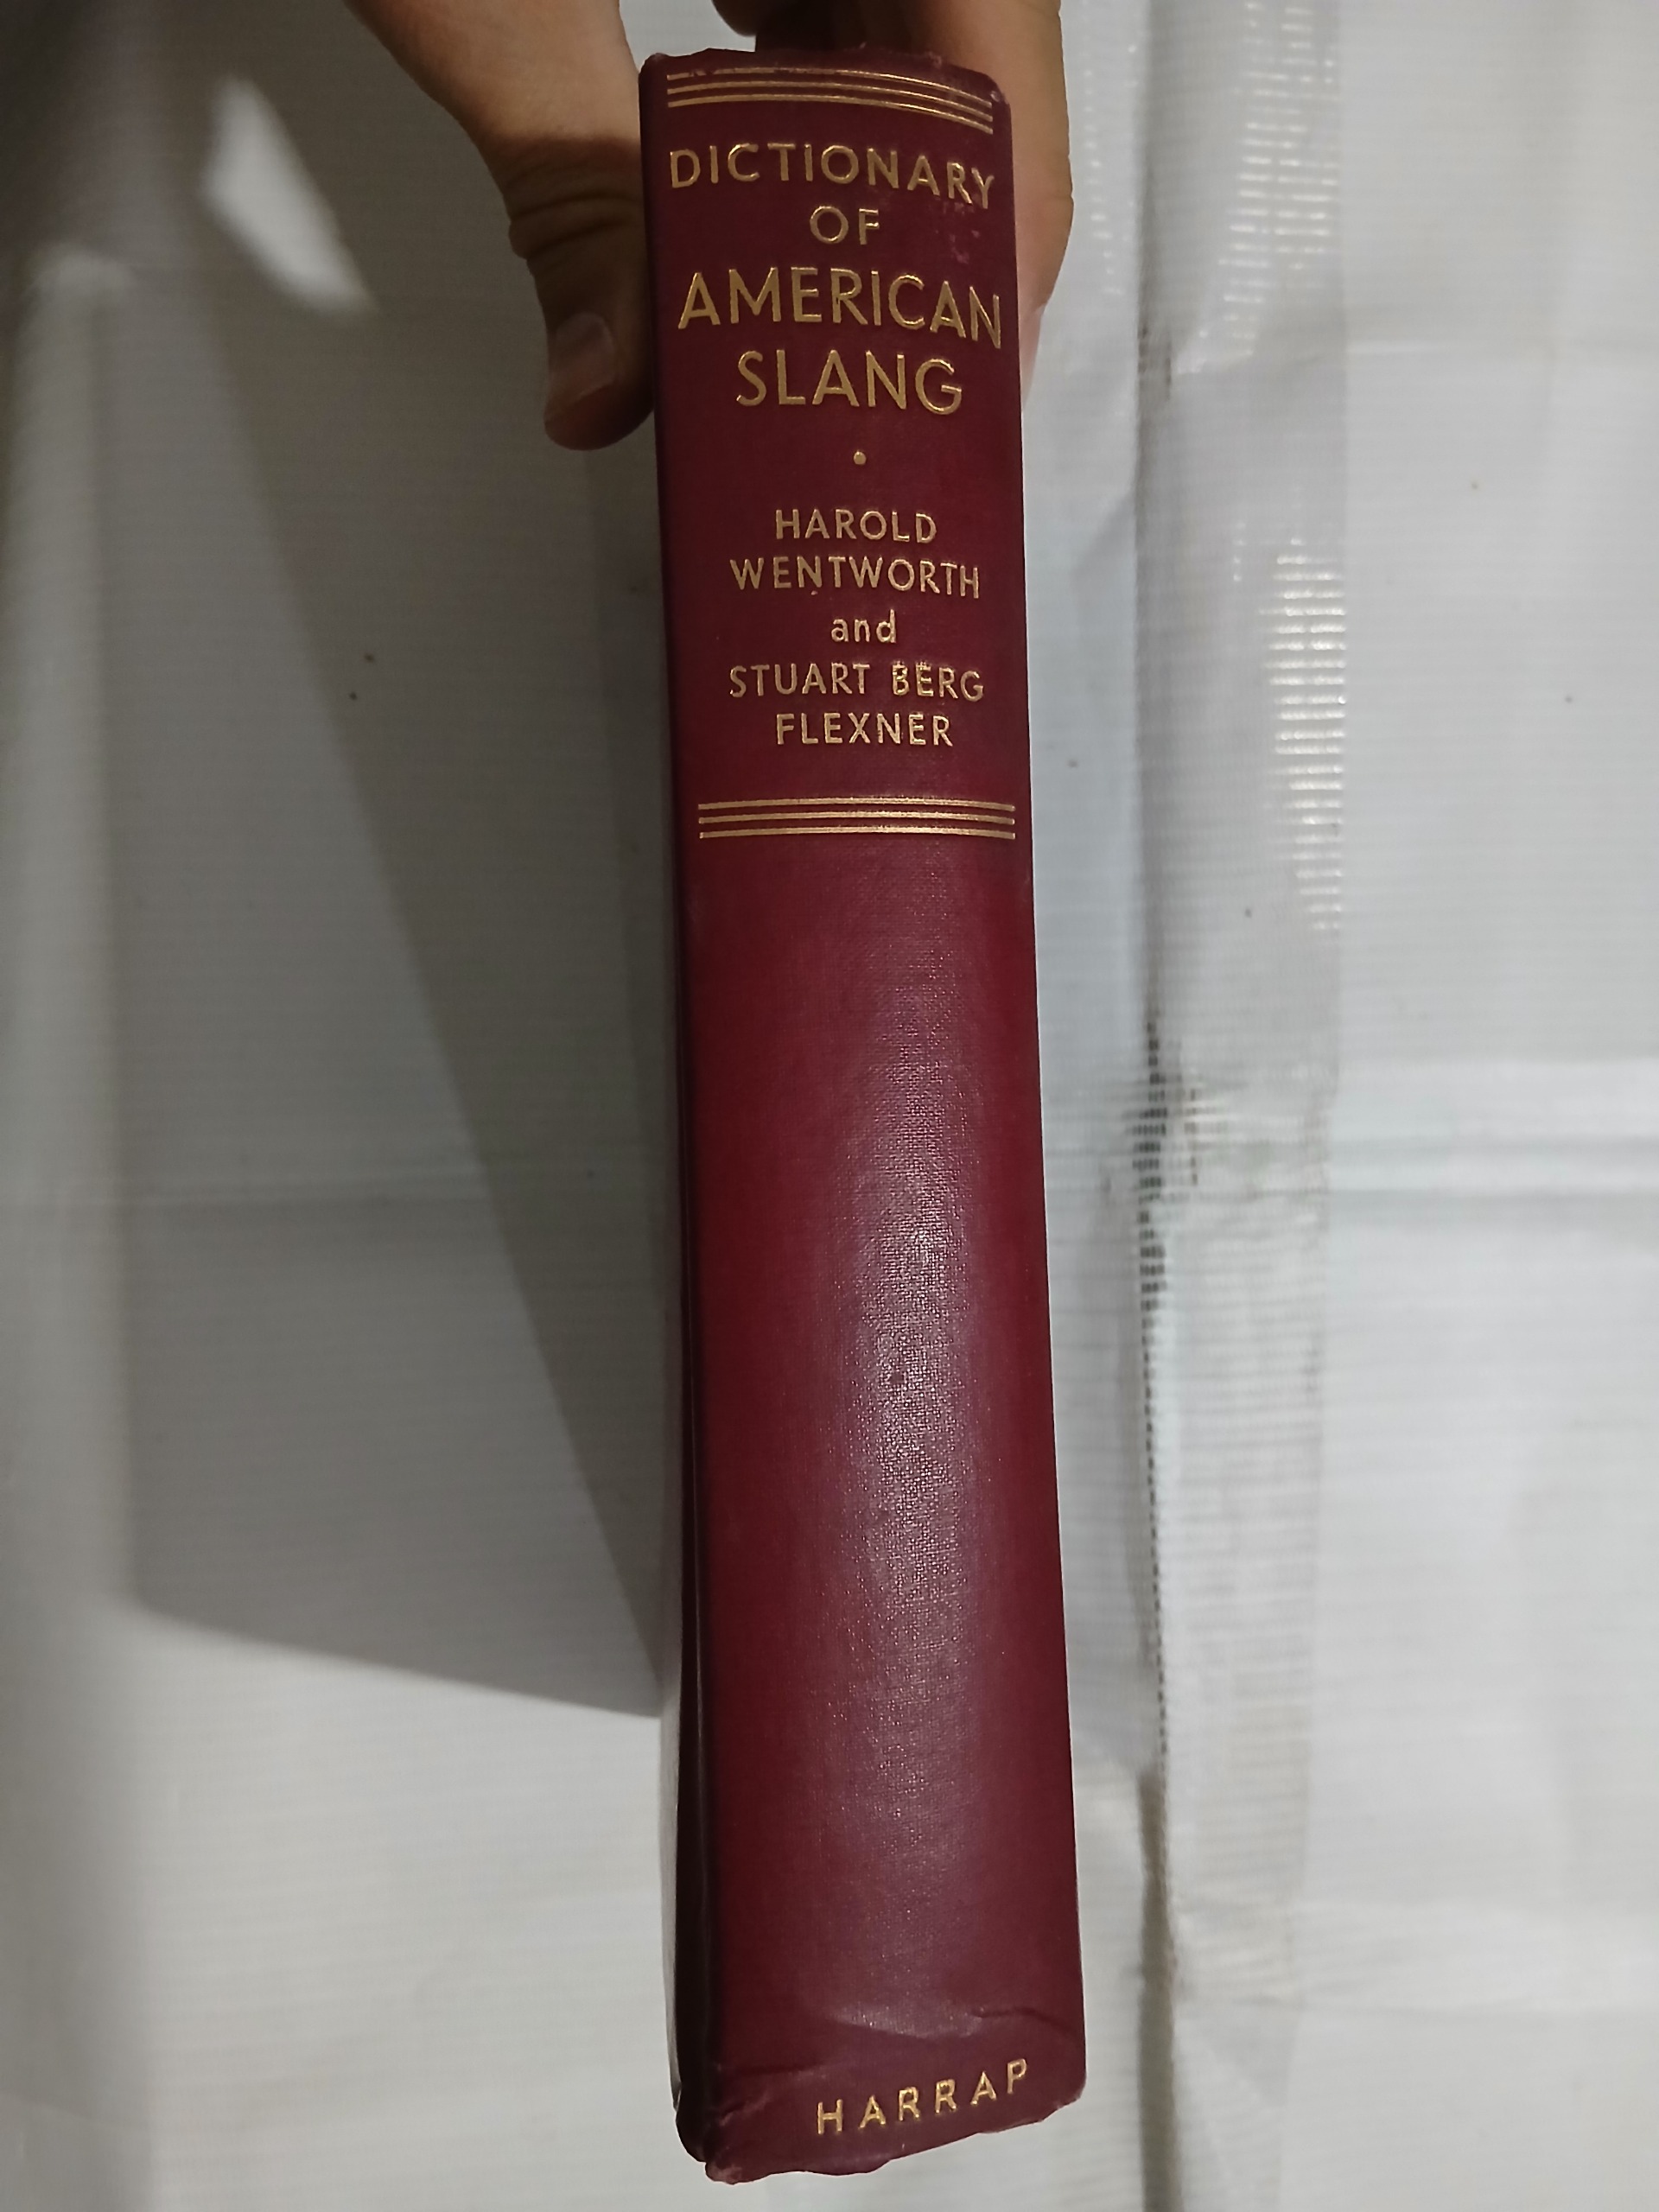 DICTIONARY
OF
AMERICAN
SLANG
•
HAROLD
WENTWORTH
and
STUART BERG
FLEXNER
HARRAP